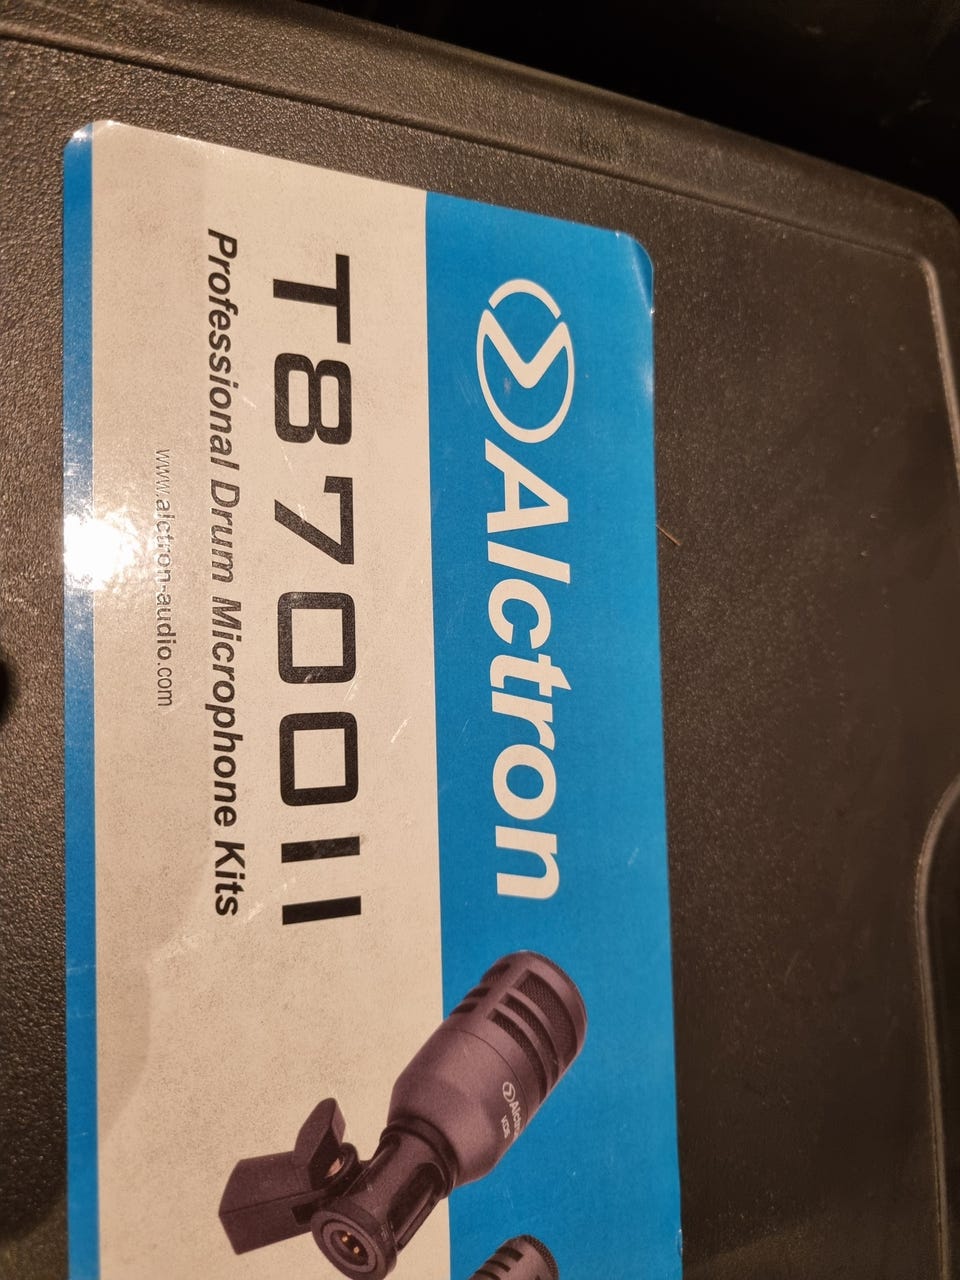 Alctron
T8700II
Professional Drum Microphone Kits
www.alctron-audio.com